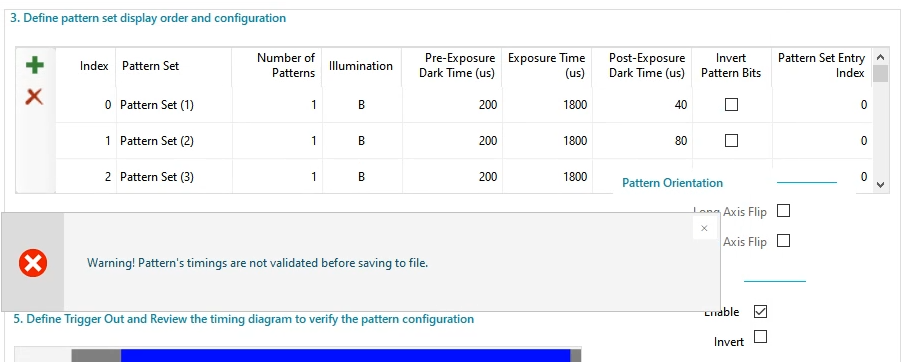 3. Define pattern set display order and configuration
Index Pattern Set Number of Patterns Illumination Pre-Exposure Dark Time (us) Exposure Time (us) Post-Exposure Dark Time (us) Invert Pattern Bits Pattern Set Entry Index
0 Pattern Set (1) 1 B 200 1800 40 0
1 Pattern Set (2) 1 B 200 1800 80 0
2 Pattern Set (3) 1 B 200 1800 0
Pattern Orientation
Long Axis Flip
Axis Flip
Warning! Pattern's timings are not validated before saving to file.
Enable
5. Define Trigger Out and Review the timing diagram to verify the pattern configuration
Invert